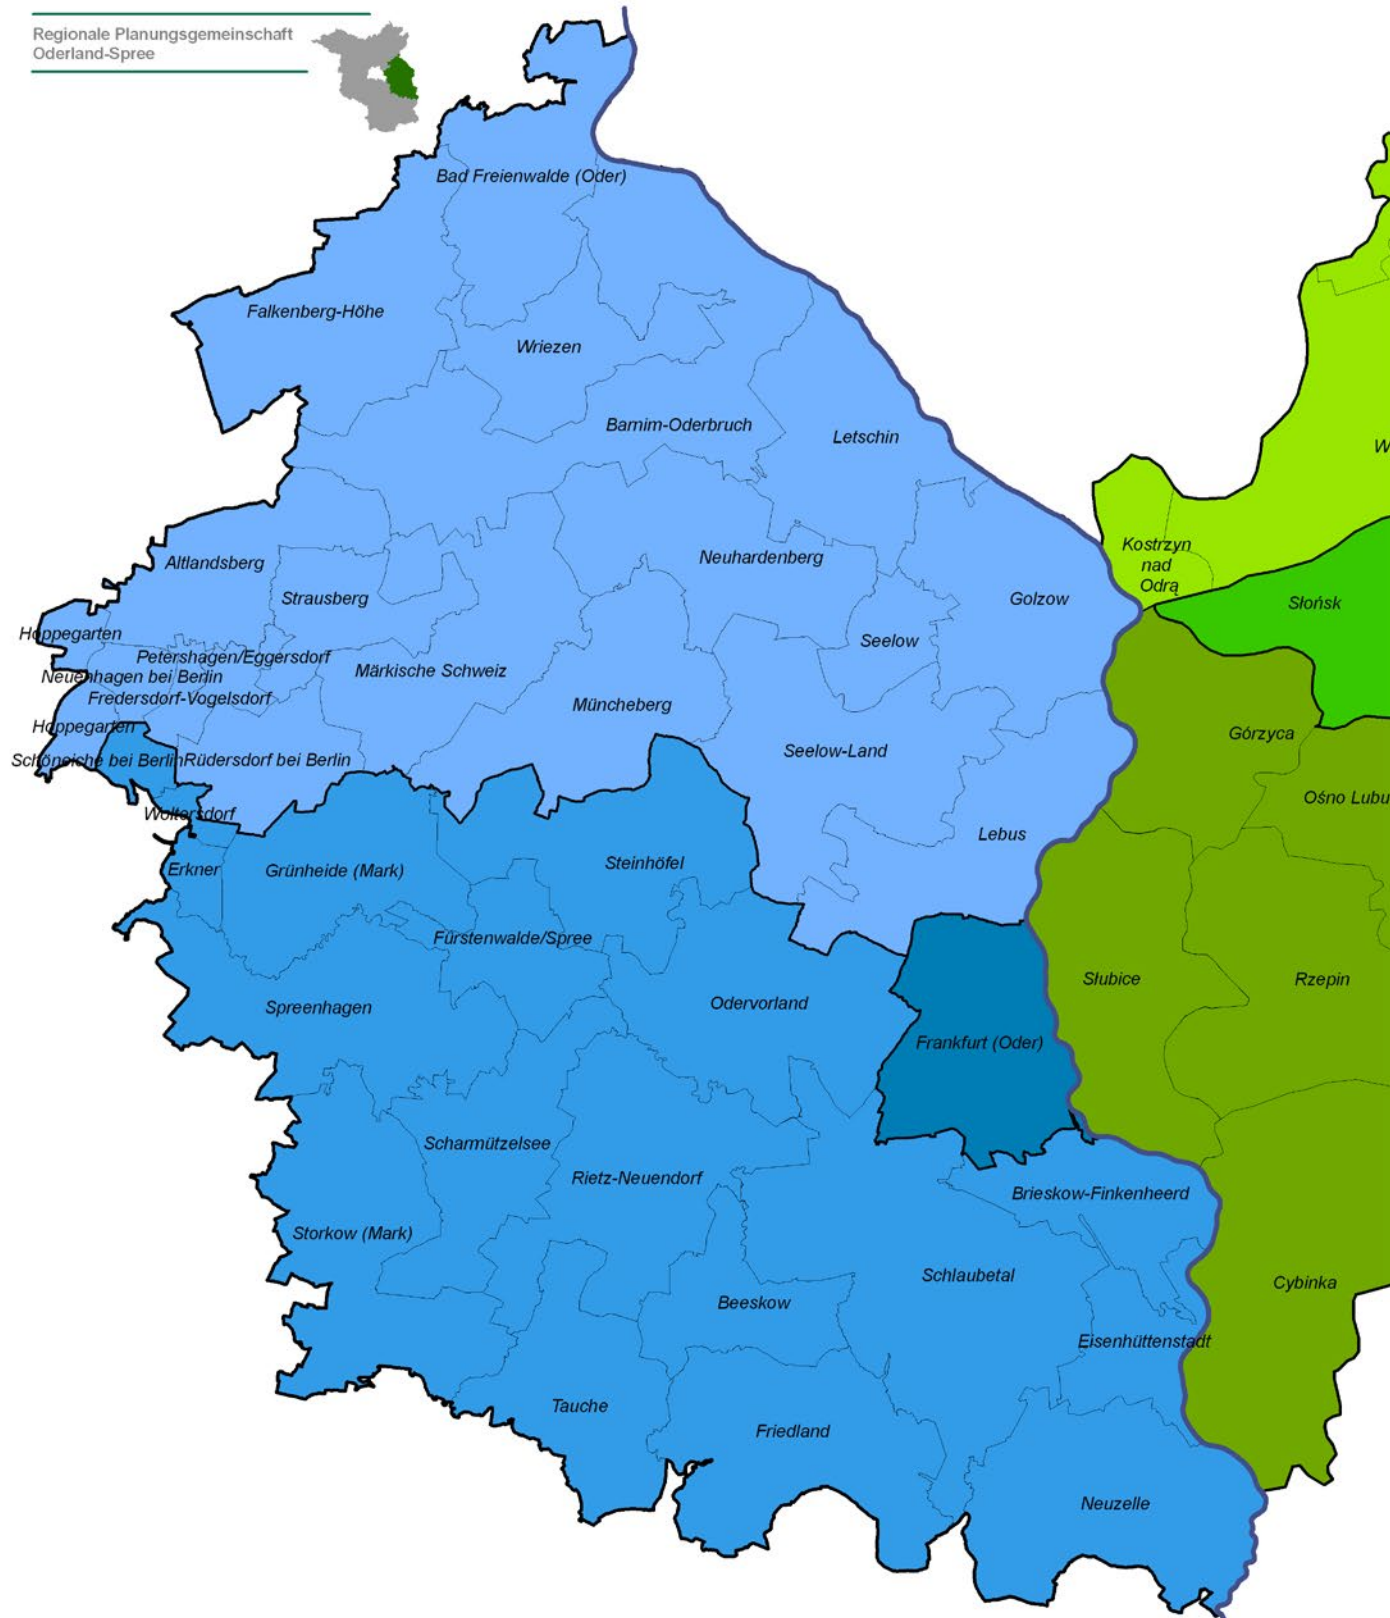 Regionale Planungsgemeinschaft
Oderland-Spree
Bad Freienwalde (Oder)
Falkenberg-Höhe
Wriezen
Barnim-Oderbruch
Letschin
Altlandsberg
Neuhardenberg
Kostrzyn
nad
Odrą
Strausberg
Golzow
Słońsk
Hoppegarten
Seelow
Petershagen/Eggersdorf
Märkische Schweiz
Neuenhagen bei Berlin
Fredersdorf-Vogelsdorf
Müncheberg
Hoppegarten
Górzyca
Seelow-Land
Schöneiche bei Berlin
Rüdersdorf bei Berlin
Ośno Lubu
Woltersdorf
Lebus
Steinhöfel
Erkner
Grünheide (Mark)
Fürstenwalde/Spree
Słubice
Rzepin
Odervorland
Spreenhagen
Frankfurt (Oder)
Scharmützelsee
Rietz-Neuendorf
Brieskow-Finkenheerd
Storkow (Mark)
Schlaubetal
Cybinka
Beeskow
Eisenhüttenstadt
Tauche
Friedland
Neuzelle